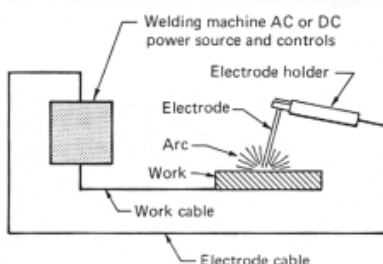 Welding machine AC or DC
power source and controls
Electrode holder
Electrode
Arc
Work
Work cable
Electrode cable